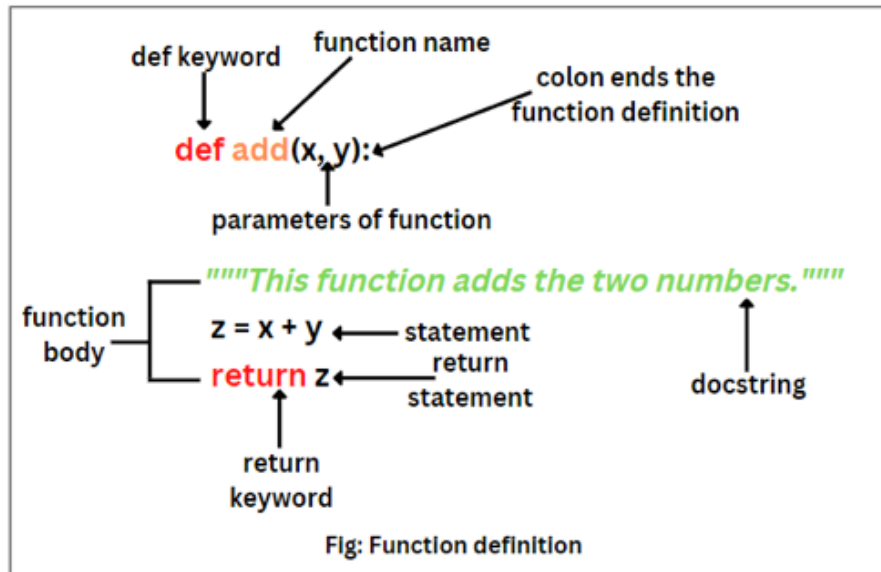 function name
def keyword
colon ends the
function definition
def add(x, y):
parameters of function
"""This function adds the two numbers."""
function
body
z = x + y
statement
return z
return
statement
docstring
return
keyword
Fig: Function definition